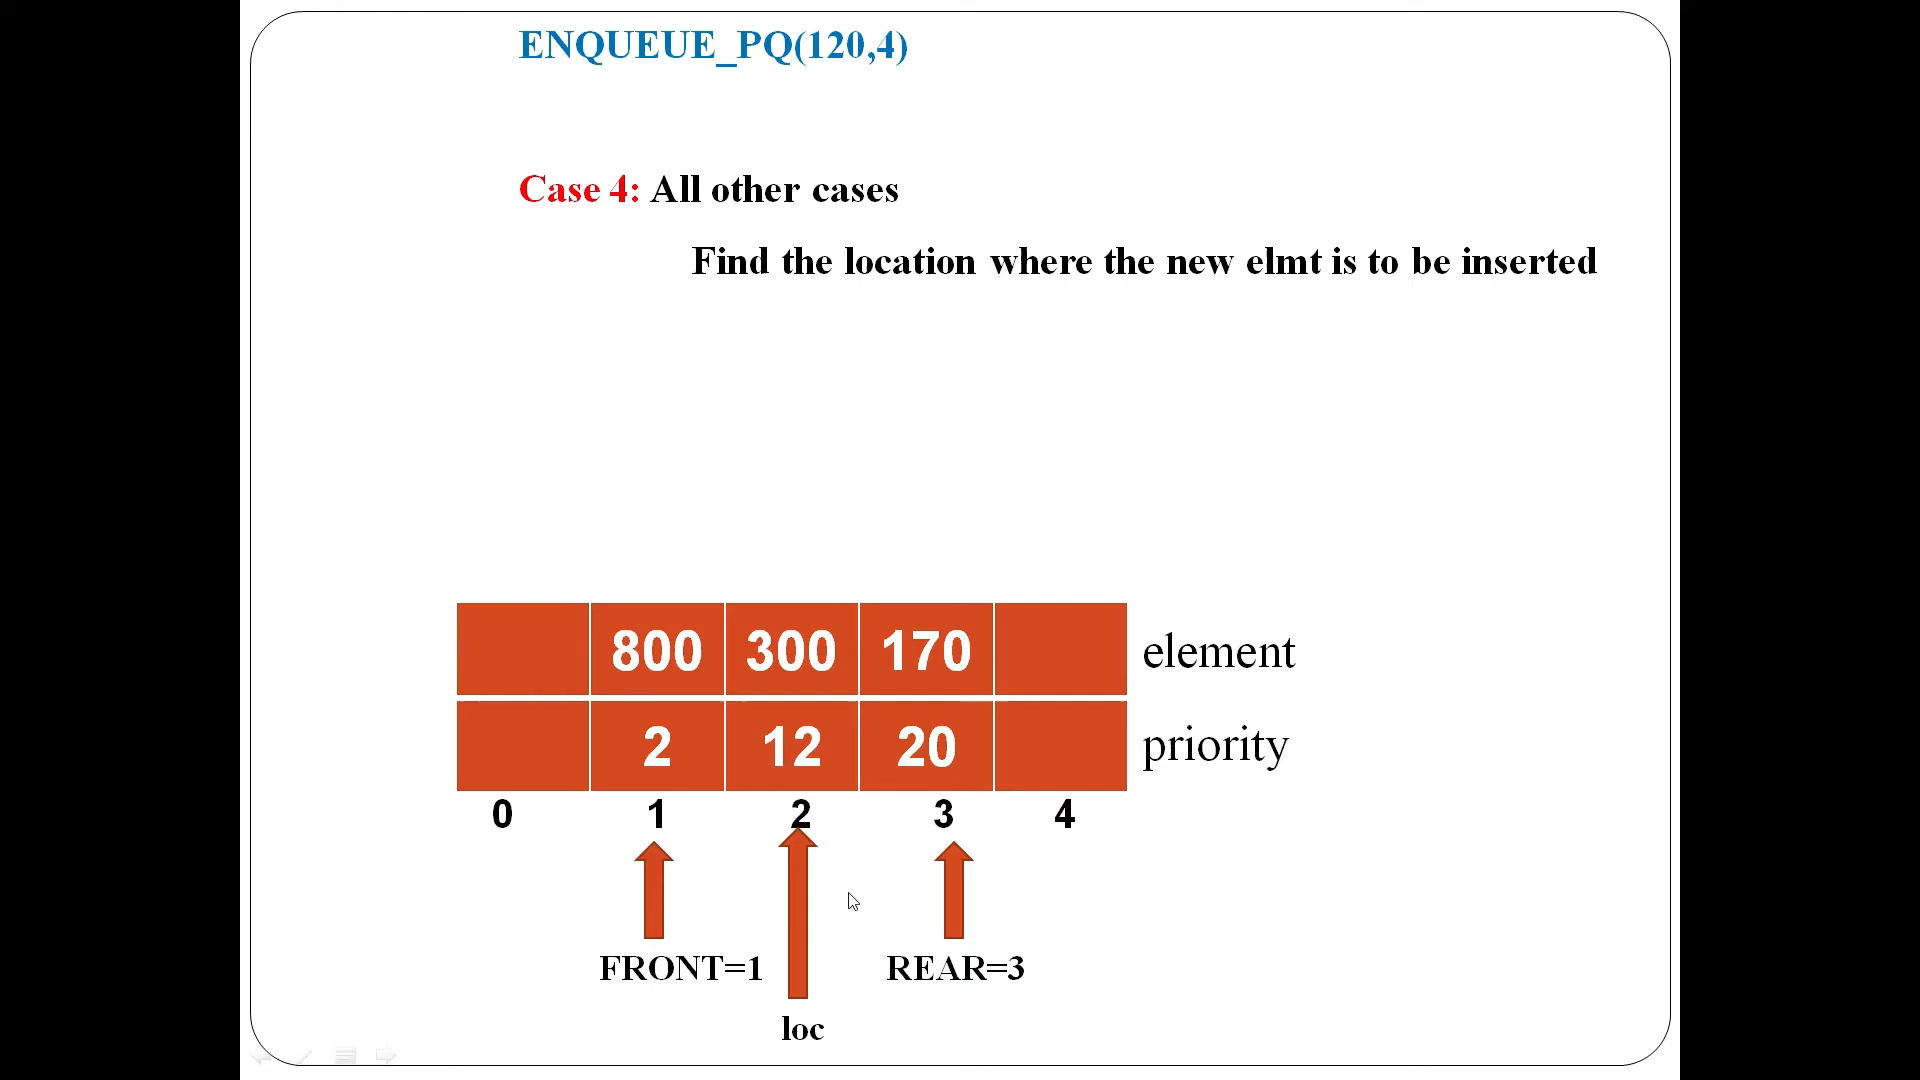 ENQUEUE_PQ(120,4)
Case 4: All other cases
Find the location where the new elmt is to be inserted
800 300 170 element
2 12 20 priority
0 1 2 3 4
FRONT=1 REAR=3
loc